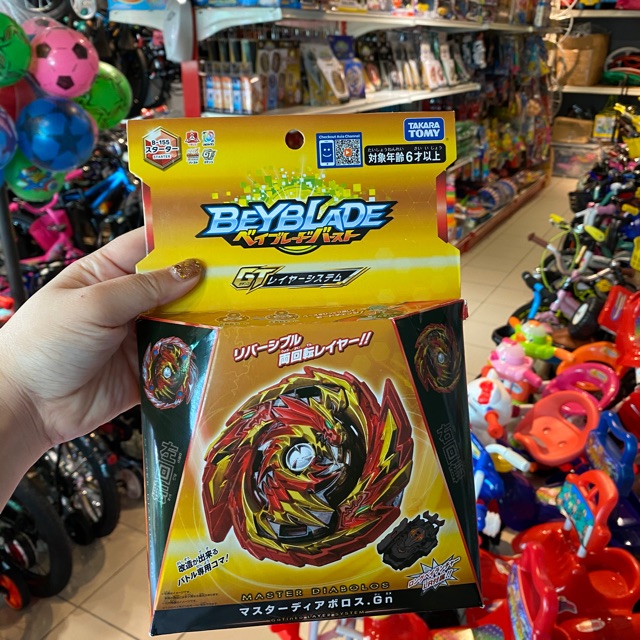 B-155
スターター
STARTER
GT
Checkout Asia Channel
TAKARA
TOMY
たいしょうねんれい さい いじょう
対象年齢6才以上
BEYBLADE
ベイブレードバースト
GTレイヤーシステム
リバーシブル
両回転レイヤー!!
改造が出来る
バトル専用コマ!
MASTER DIABOLOS
マスターディアボロス.Gn